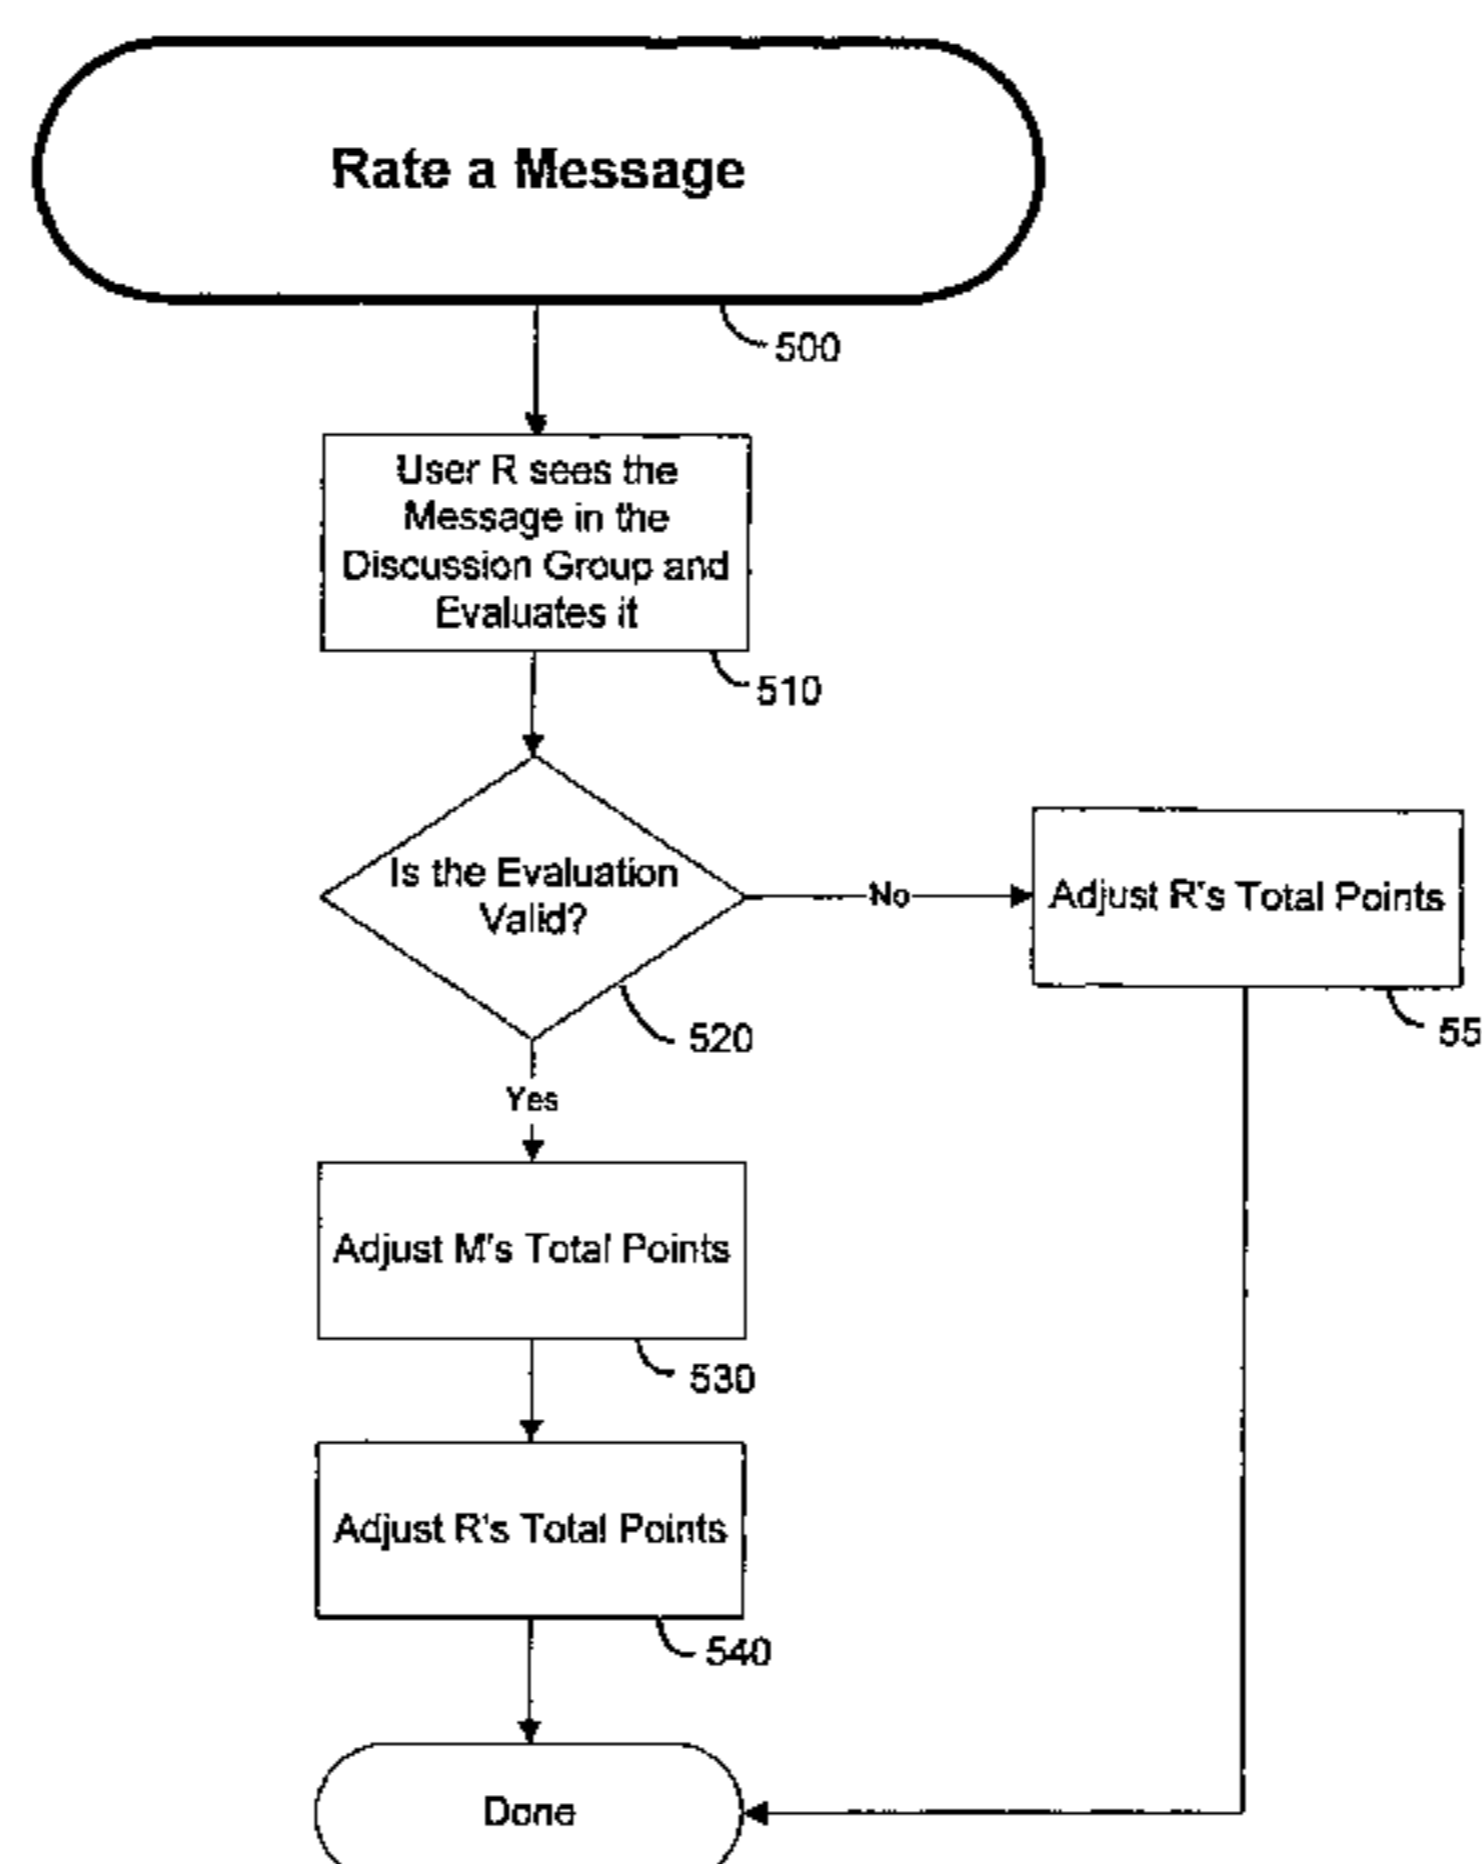 Rate a Message
500
User R sees the
Message in the
Discussion Group and
Evaluates it
510
Is the Evaluation
Valid?
No
Adjust R's Total Points
520
55
Yes
Adjust M's Total Points
530
Adjust R's Total Points
540
Done